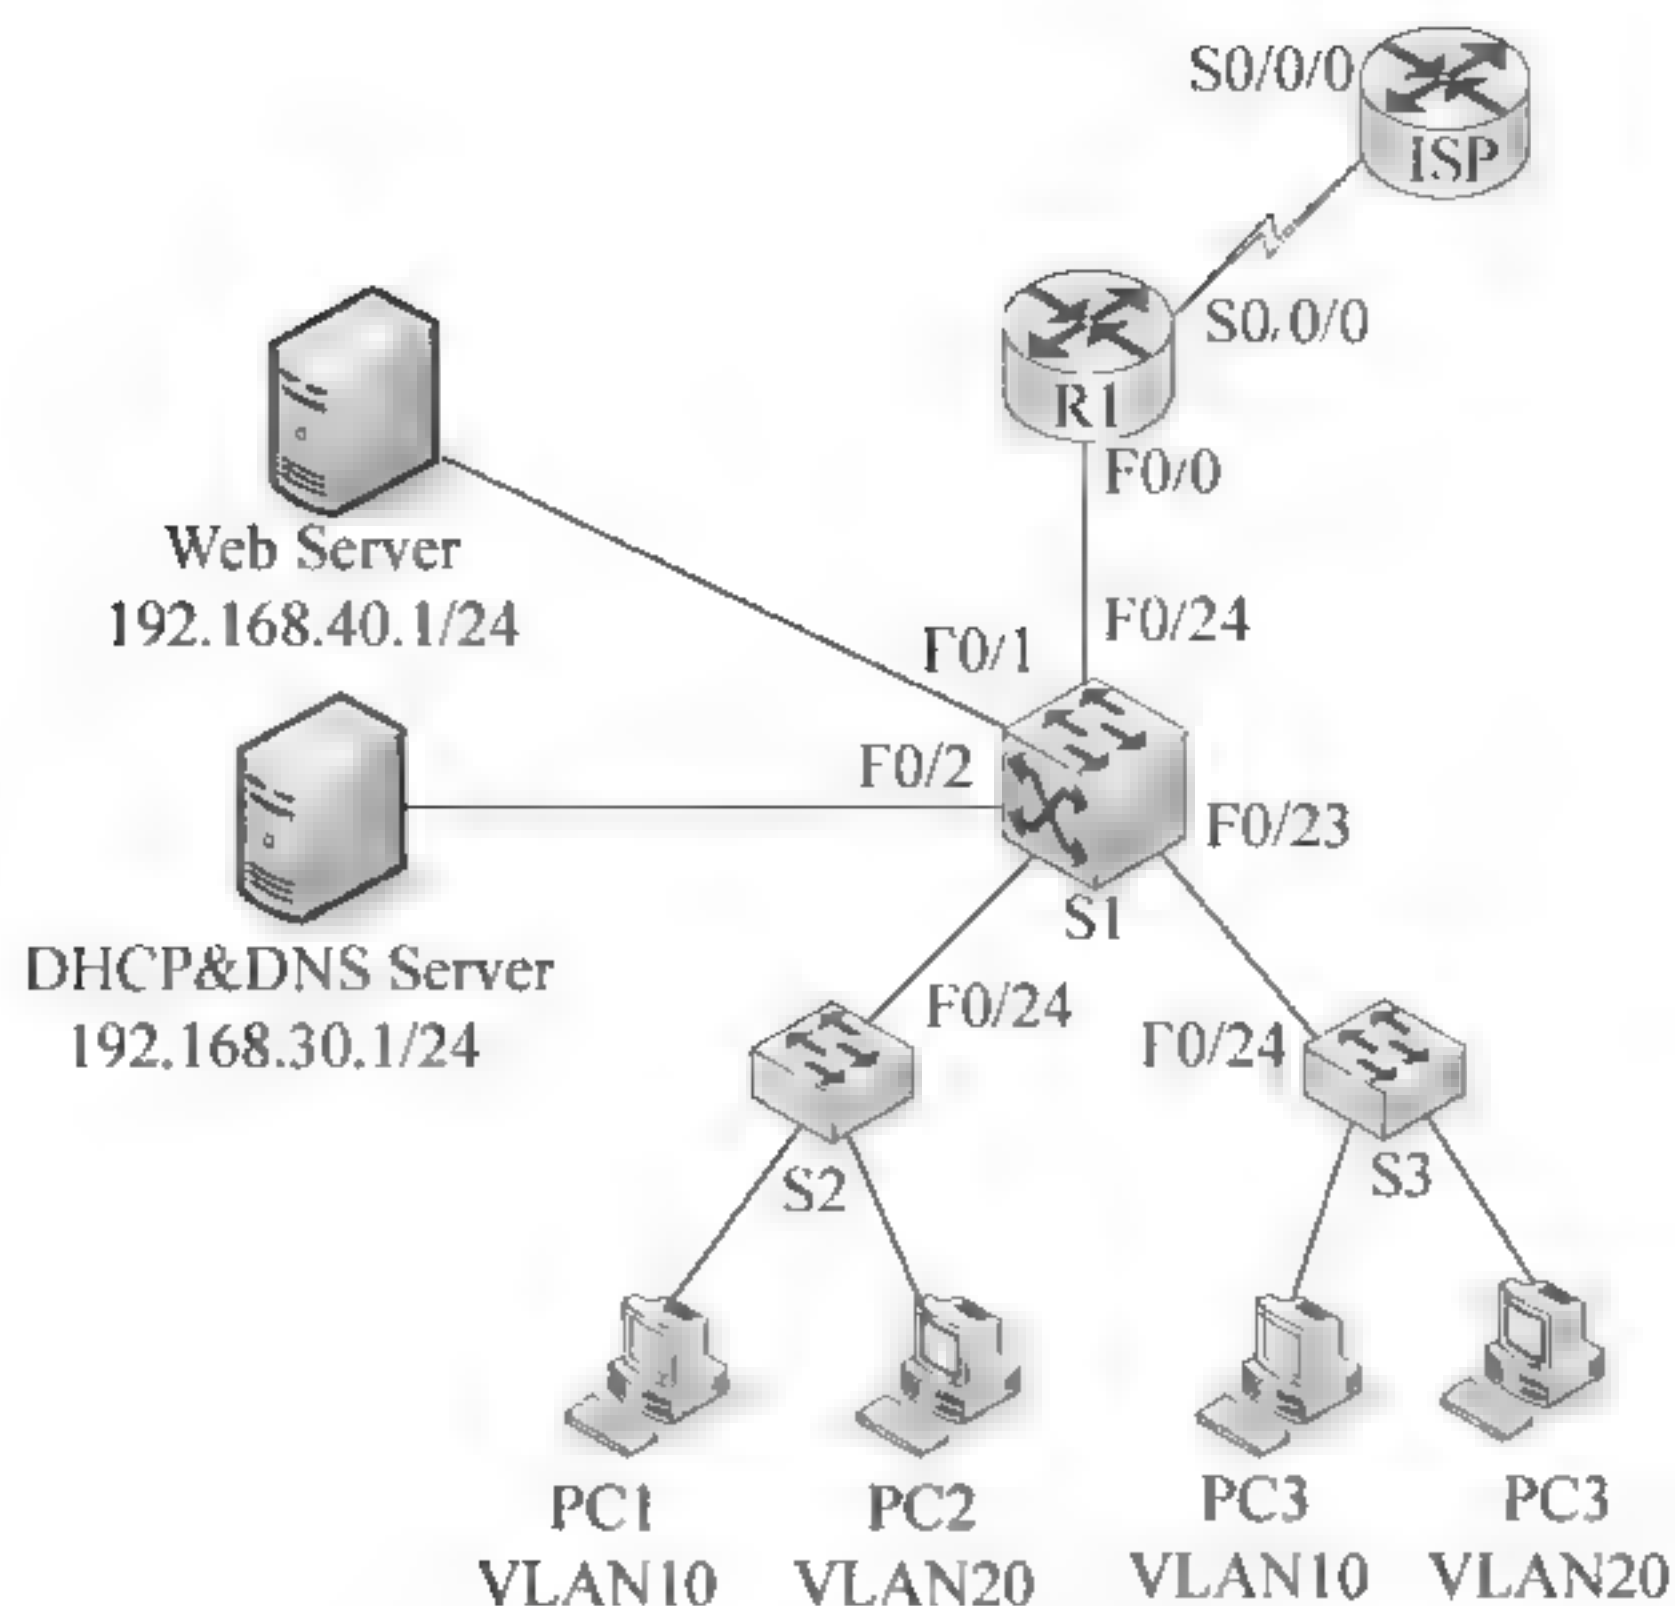 S0/0/0
ISP
S0/0/0
R1
F0/0
Web Server
192.168.40.1/24
F0/1
F0/24
F0/2
F0/23
S1
DHCP&DNS Server
192.168.30.1/24
F0/24
F0/24
S2
S3
PC1
VLAN10
PC2
VLAN20
PC3
VLAN10
PC3
VLAN20